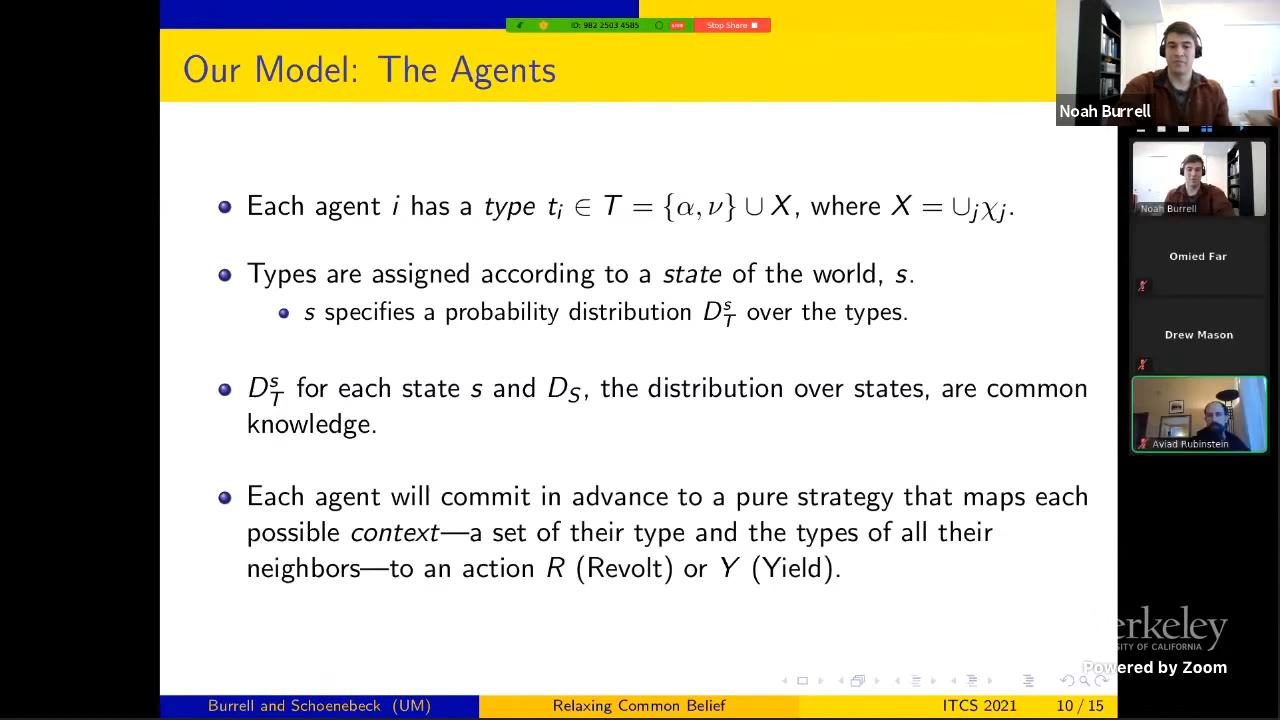 ID: 982 2503 4585
LIVE
Stop Share
Our Model: The Agents
Noah Burrell
Each agent i has a type tᵢ ∈ T = {α, ν} ∪ X, where X = ∪ⱼχⱼ.
Noah Burrell
Types are assigned according to a state of the world, s.
Omied Far
s specifies a probability distribution D_T^s over the types.
Drew Mason
D_T^s for each state s and D_S, the distribution over states, are common
knowledge.
Aviad Rubinstein
Each agent will commit in advance to a pure strategy that maps each
possible context—a set of their type and the types of all their
neighbors—to an action R (Revolt) or Y (Yield).
erkeley
SITY OF CALIFORNIA
Powered by Zoom
Burrell and Schoenebeck (UM)
Relaxing Common Belief
ITCS 2021
10 / 15